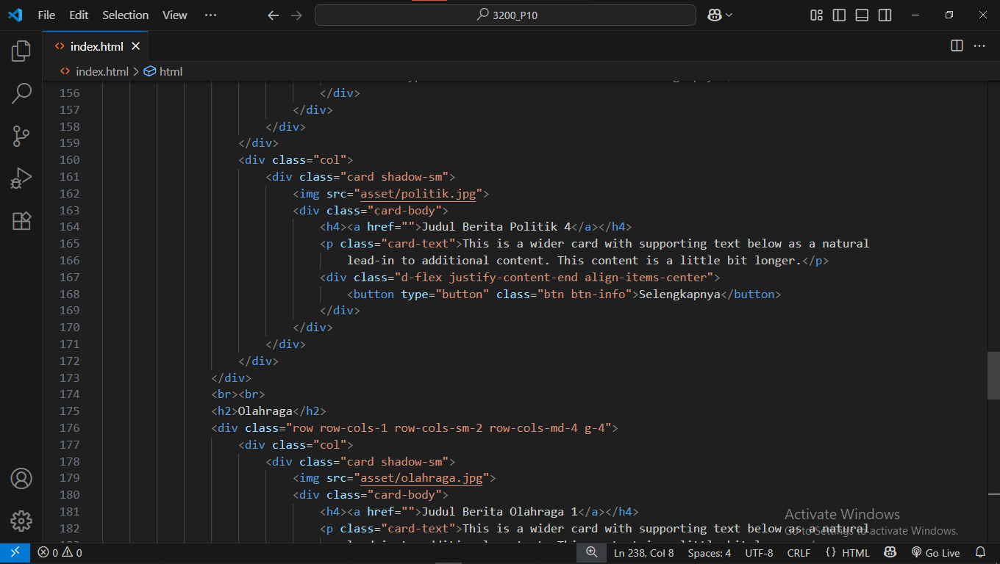 File Edit Selection View ··· 3200_P10
index.html
index.html > html
156 </div>
157 </div>
158 </div>
159 </div>
160 <div class="col">
161 <div class="card shadow-sm">
162 <img src="asset/politik.jpg">
163 <div class="card-body">
164 <h4><a href="">Judul Berita Politik 4</a></h4>
165 <p class="card-text">This is a wider card with supporting text below as a natural
166 lead-in to additional content. This content is a little bit longer.</p>
167 <div class="d-flex justify-content-end align-items-center">
168 <button type="button" class="btn btn-info">Selengkapnya</button>
169 </div>
170 </div>
171 </div>
172 </div>
173 </div>
174 <br><br>
175 <h2>Olahraga</h2>
176 <div class="row row-cols-1 row-cols-sm-2 row-cols-md-4 g-4">
177 <div class="col">
178 <div class="card shadow-sm">
179 <img src="asset/olahraga.jpg">
180 <div class="card-body">
181 <h4><a href="">Judul Berita Olahraga 1</a></h4>
182 <p class="card-text">This is a wider card with supporting text below as a natural
Activate Windows
Go to Settings to activate Windows.
0 0 Ln 238, Col 8 Spaces: 4 UTF-8 CRLF {} HTML Go Live